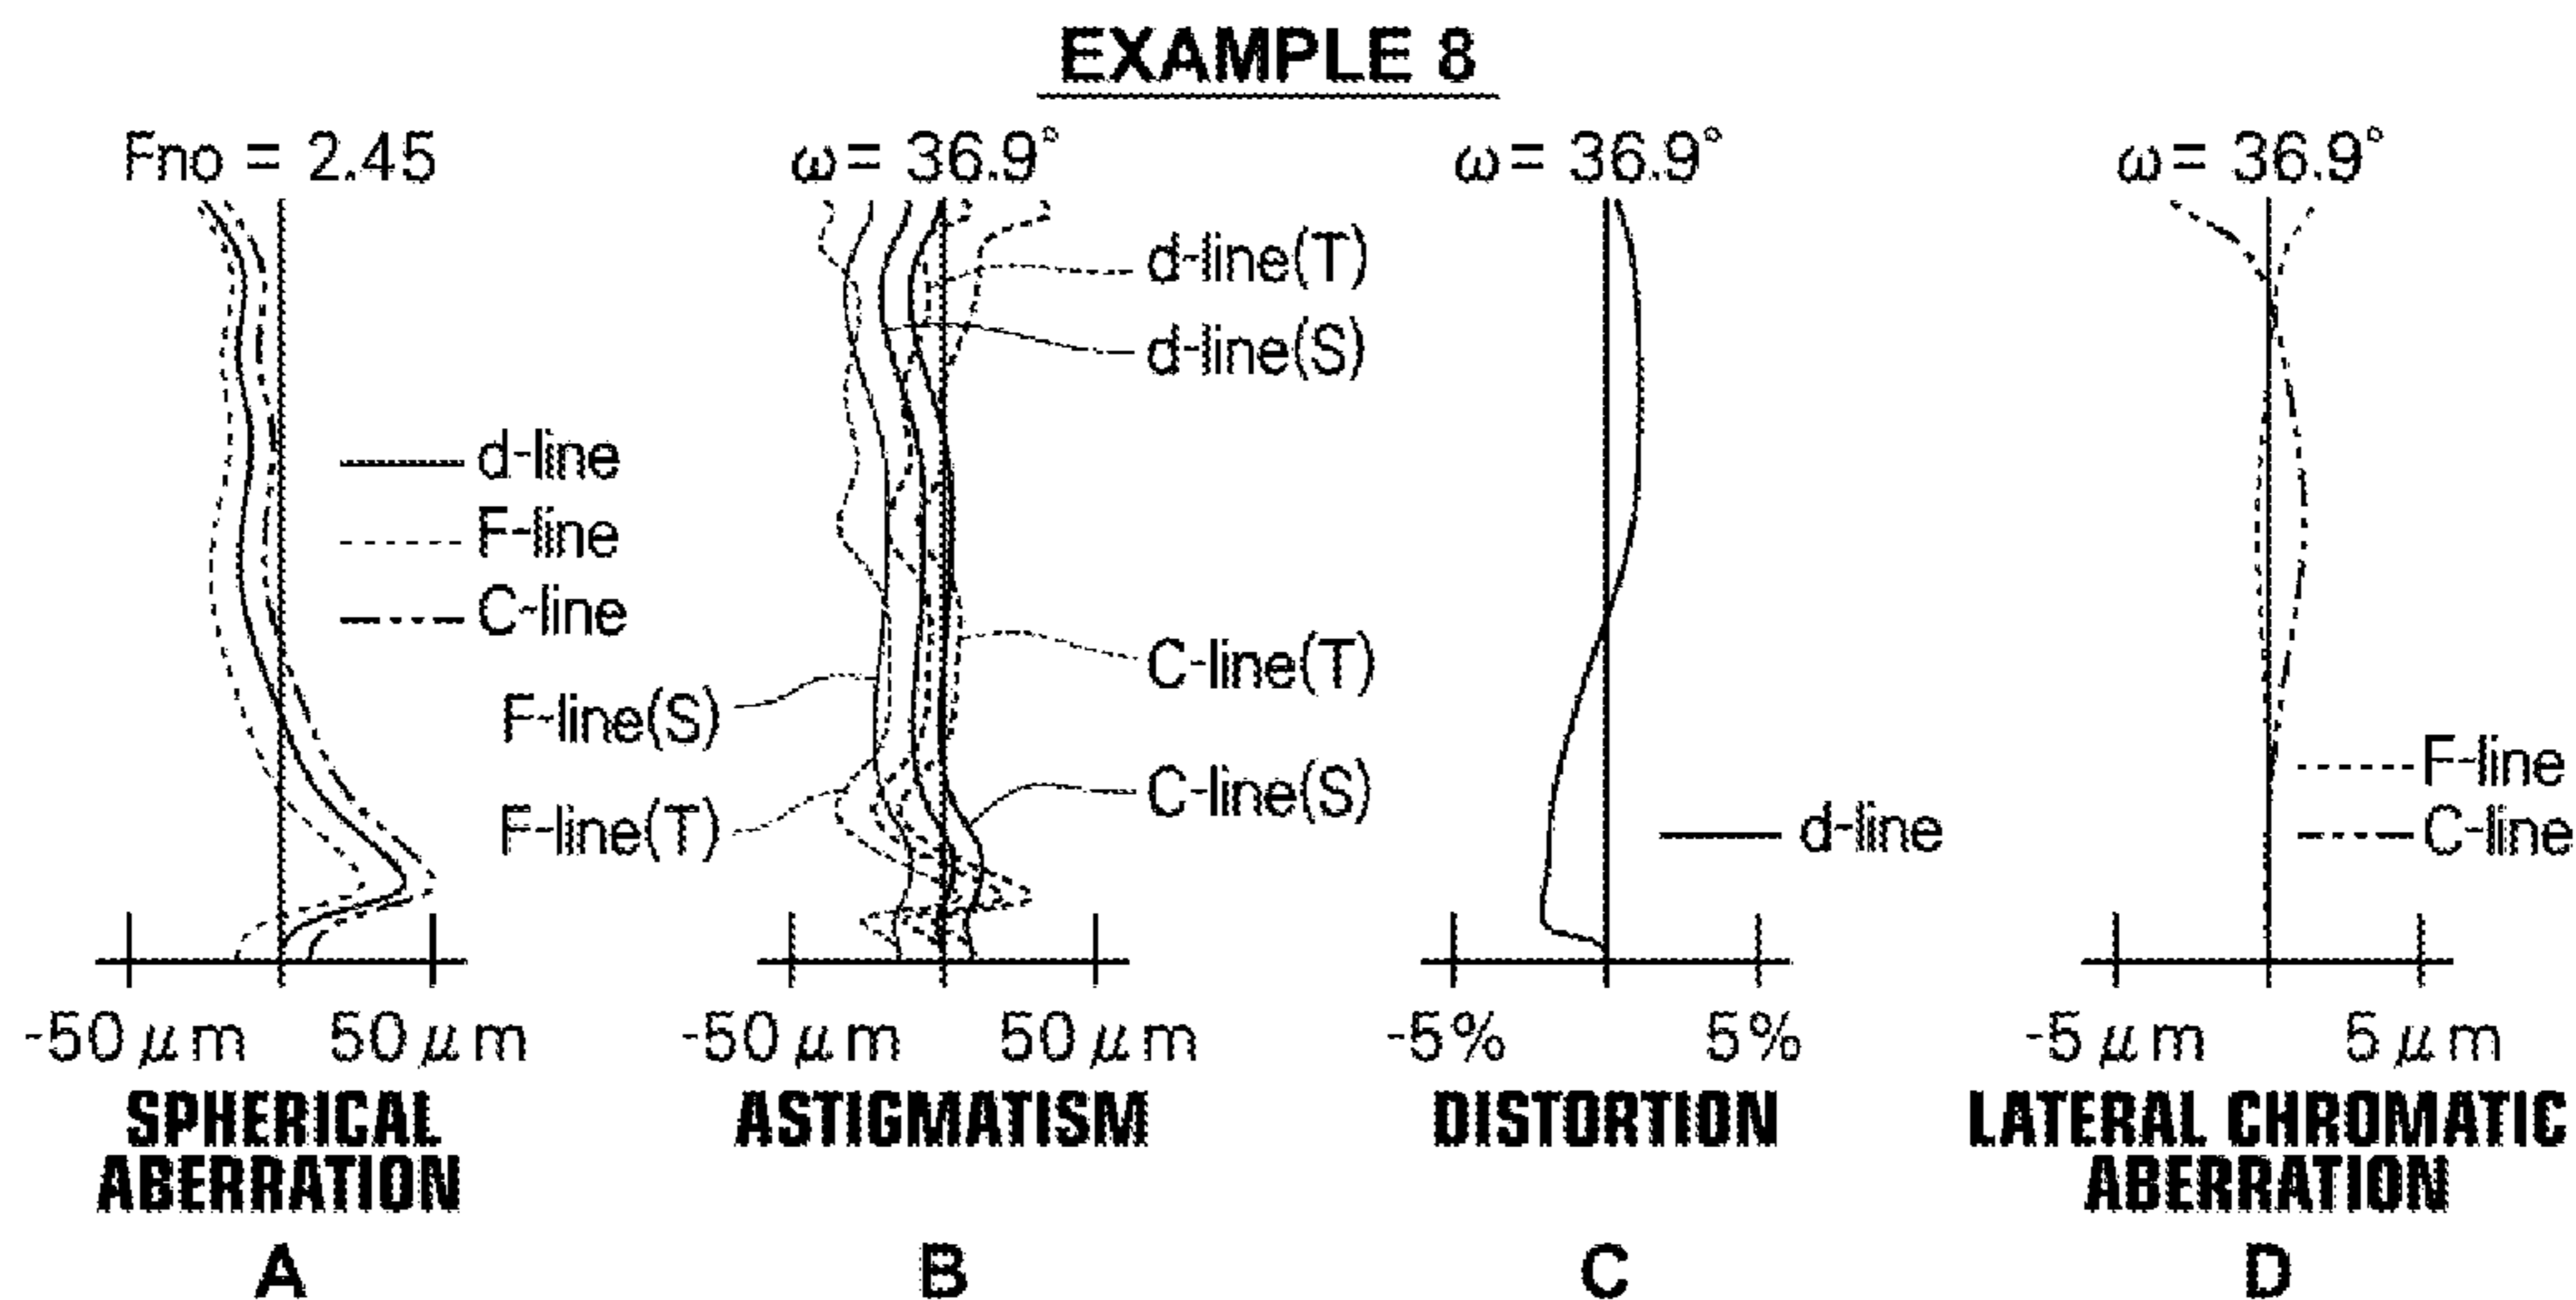 EXAMPLE 8
Fno = 2.45
ω= 36.9°
ω= 36.9°
ω= 36.9°
d-line
F-line
C-line
d-line(T)
d-line(S)
F-line(S)
F-line(T)
C-line(T)
C-line(S)
d-line
F-line
C-line
-50 μm 50 μm
-50 μm 50 μm
-5% 5%
-5 μm 5 μm
SPHERICAL
ABERRATION
ASTIGMATISM
DISTORTION
LATERAL CHROMATIC
ABERRATION
A
B
C
D